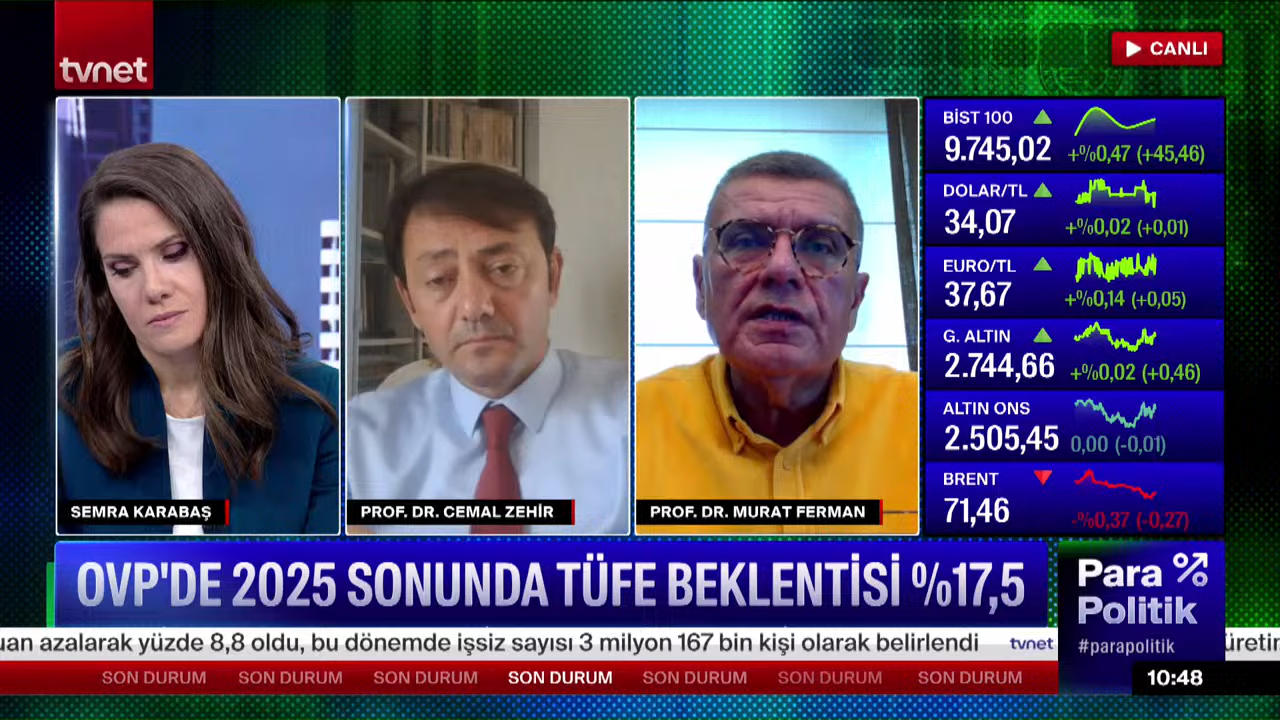 tvnet
CANLI
BİST 100
9.745,02
+%0,47 (+45,46)
DOLAR/TL
34,07
+%0,02 (+0,01)
EURO/TL
37,67
+%0,14 (+0,05)
G. ALTIN
2.744,66
+%0,02 (+0,46)
ALTIN ONS
2.505,45
0,00 (-0,01)
BRENT
71,46
-%0,37 (-0,27)
SEMRA KARABAŞ
PROF. DR. CEMAL ZEHİR
PROF. DR. MURAT FERMAN
OVP'DE 2025 SONUNDA TÜFE BEKLENTİSİ %17,5
Para %
Politik
#parapolitik
uan azalarak yüzde 8,8 oldu, bu dönemde işsiz sayısı 3 milyon 167 bin kişi olarak belirlendi tvnet üretim
SON DURUM SON DURUM SON DURUM SON DURUM SON DURUM SON DURUM SON DURUM
10:48